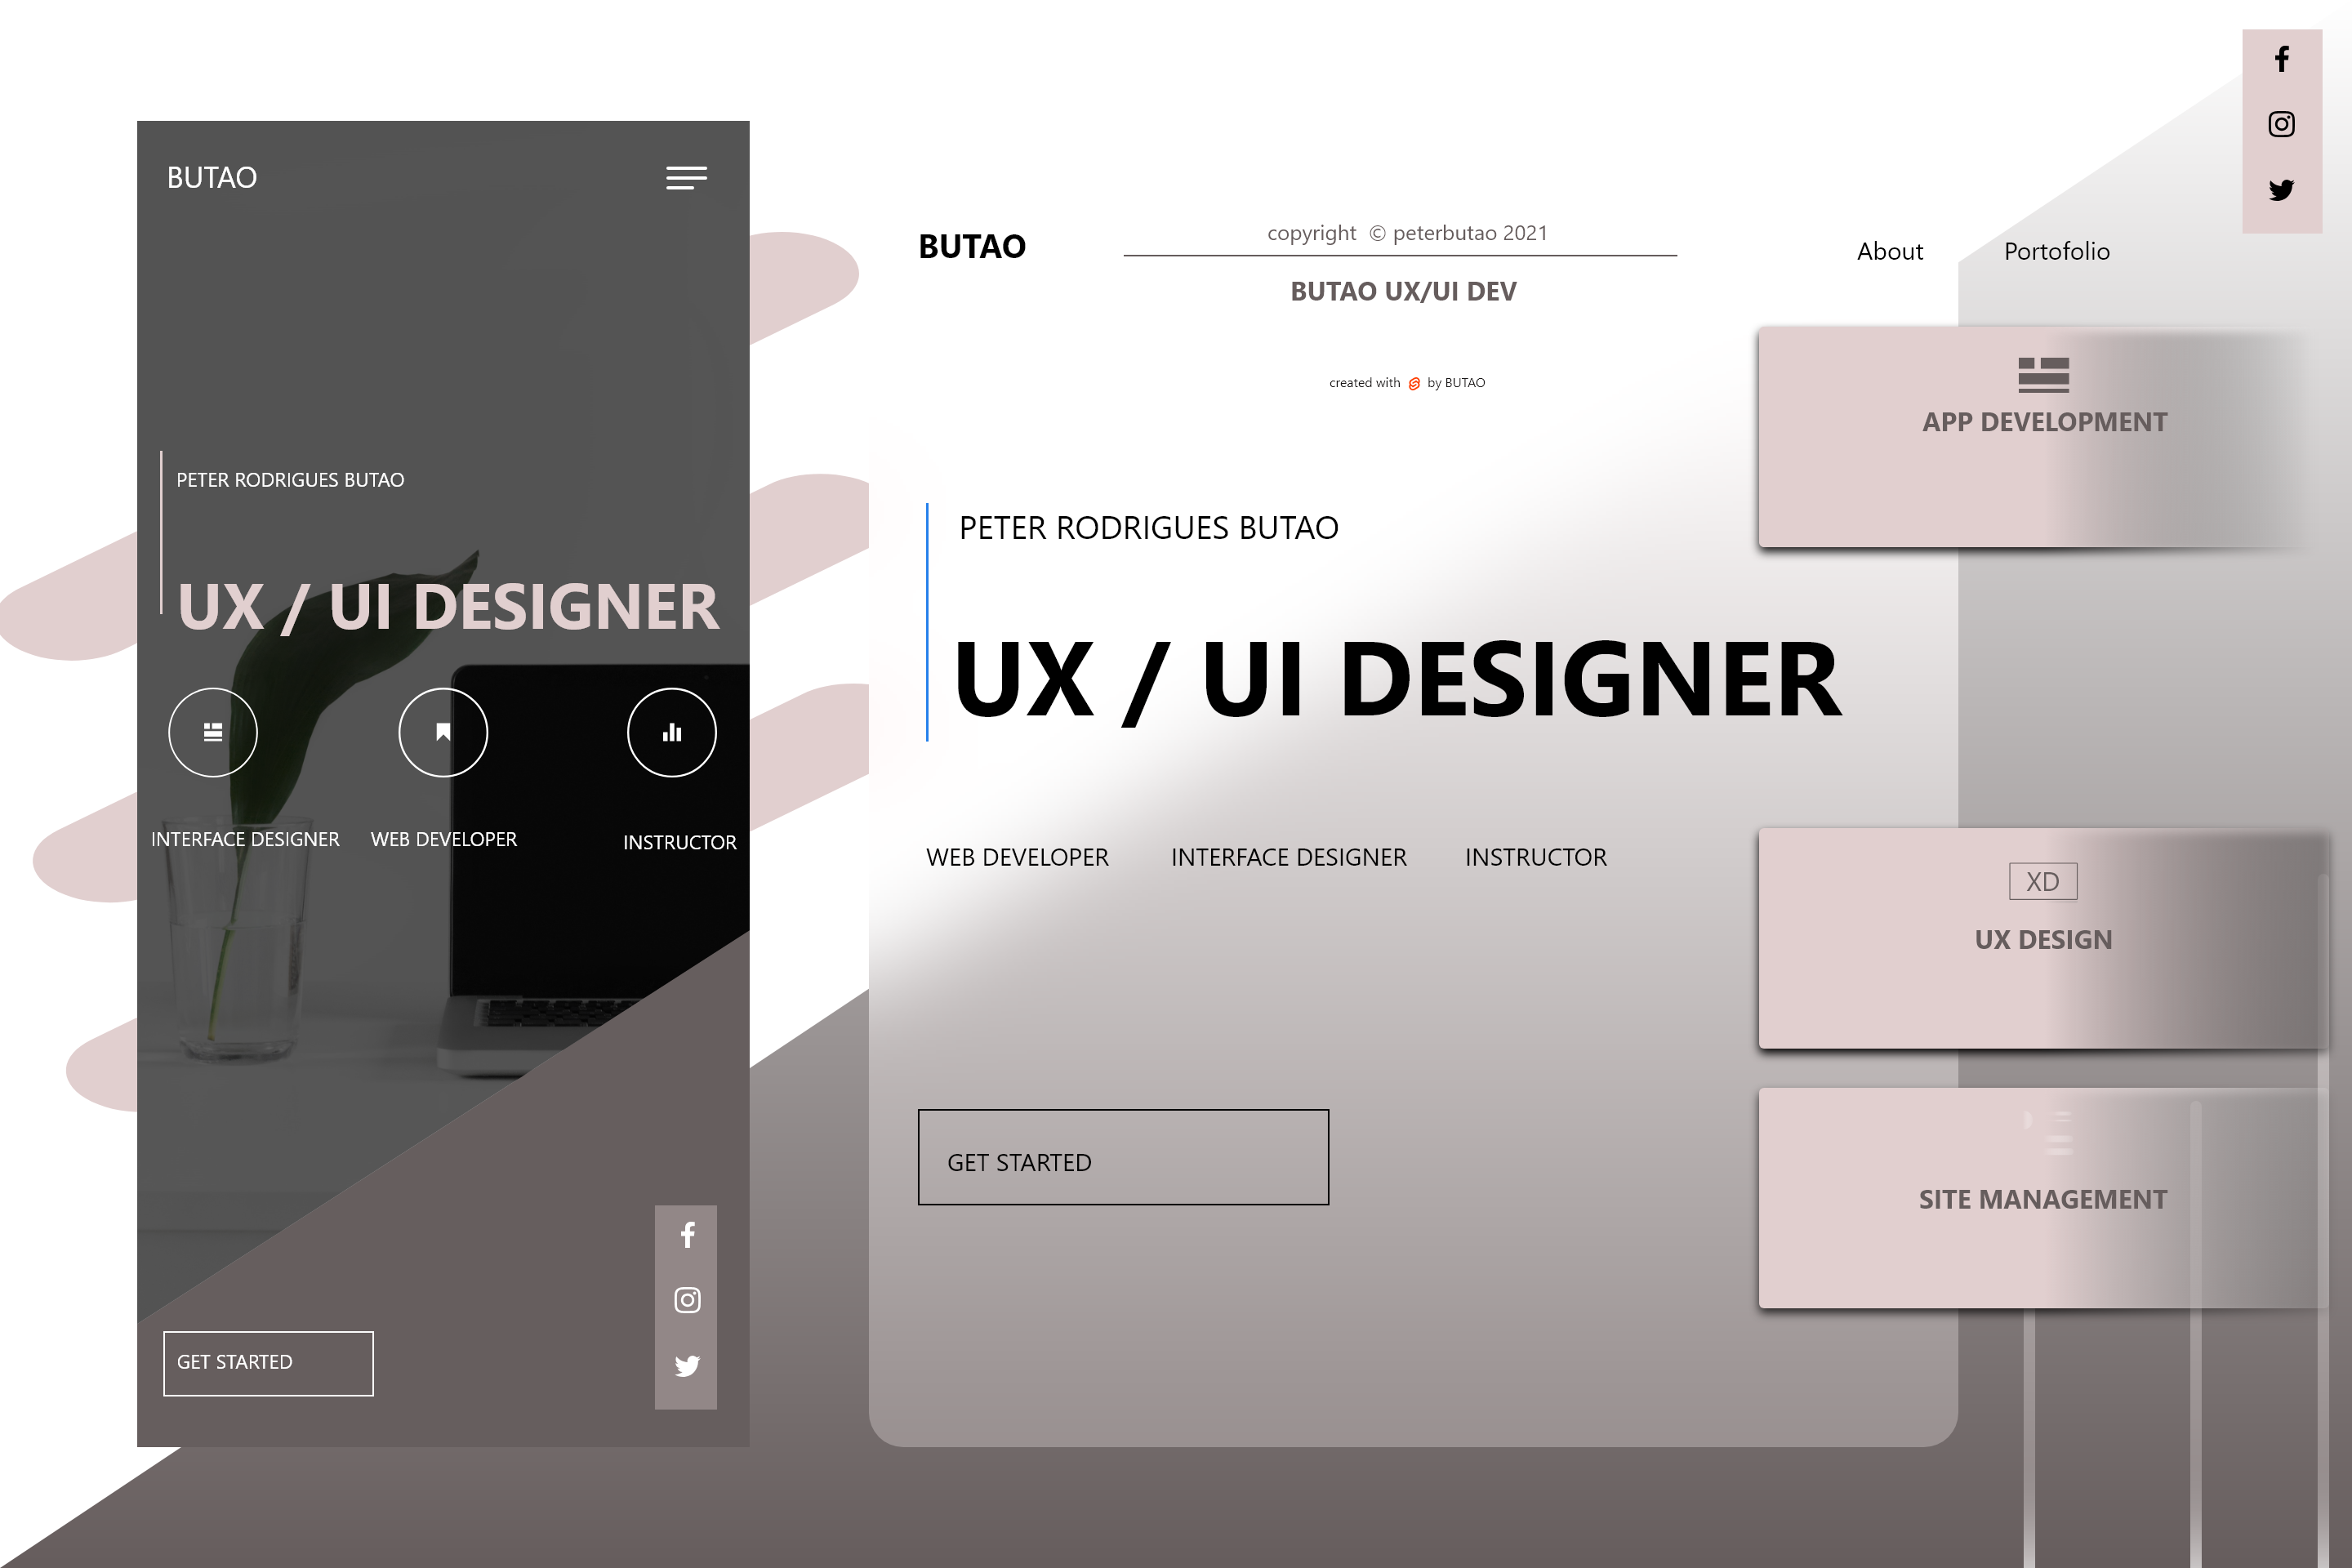 BUTAO
PETER RODRIGUES BUTAO
UX / UI DESIGNER
INTERFACE DESIGNER
WEB DEVELOPER
INSTRUCTOR
GET STARTED
BUTAO
copyright © peterbutao 2021
BUTAO UX/UI DEV
created with by BUTAO
About
Portofolio
PETER RODRIGUES BUTAO
UX / UI DESIGNER
WEB DEVELOPER
INTERFACE DESIGNER
INSTRUCTOR
GET STARTED
APP DEVELOPMENT
XD
UX DESIGN
SITE MANAGEMENT